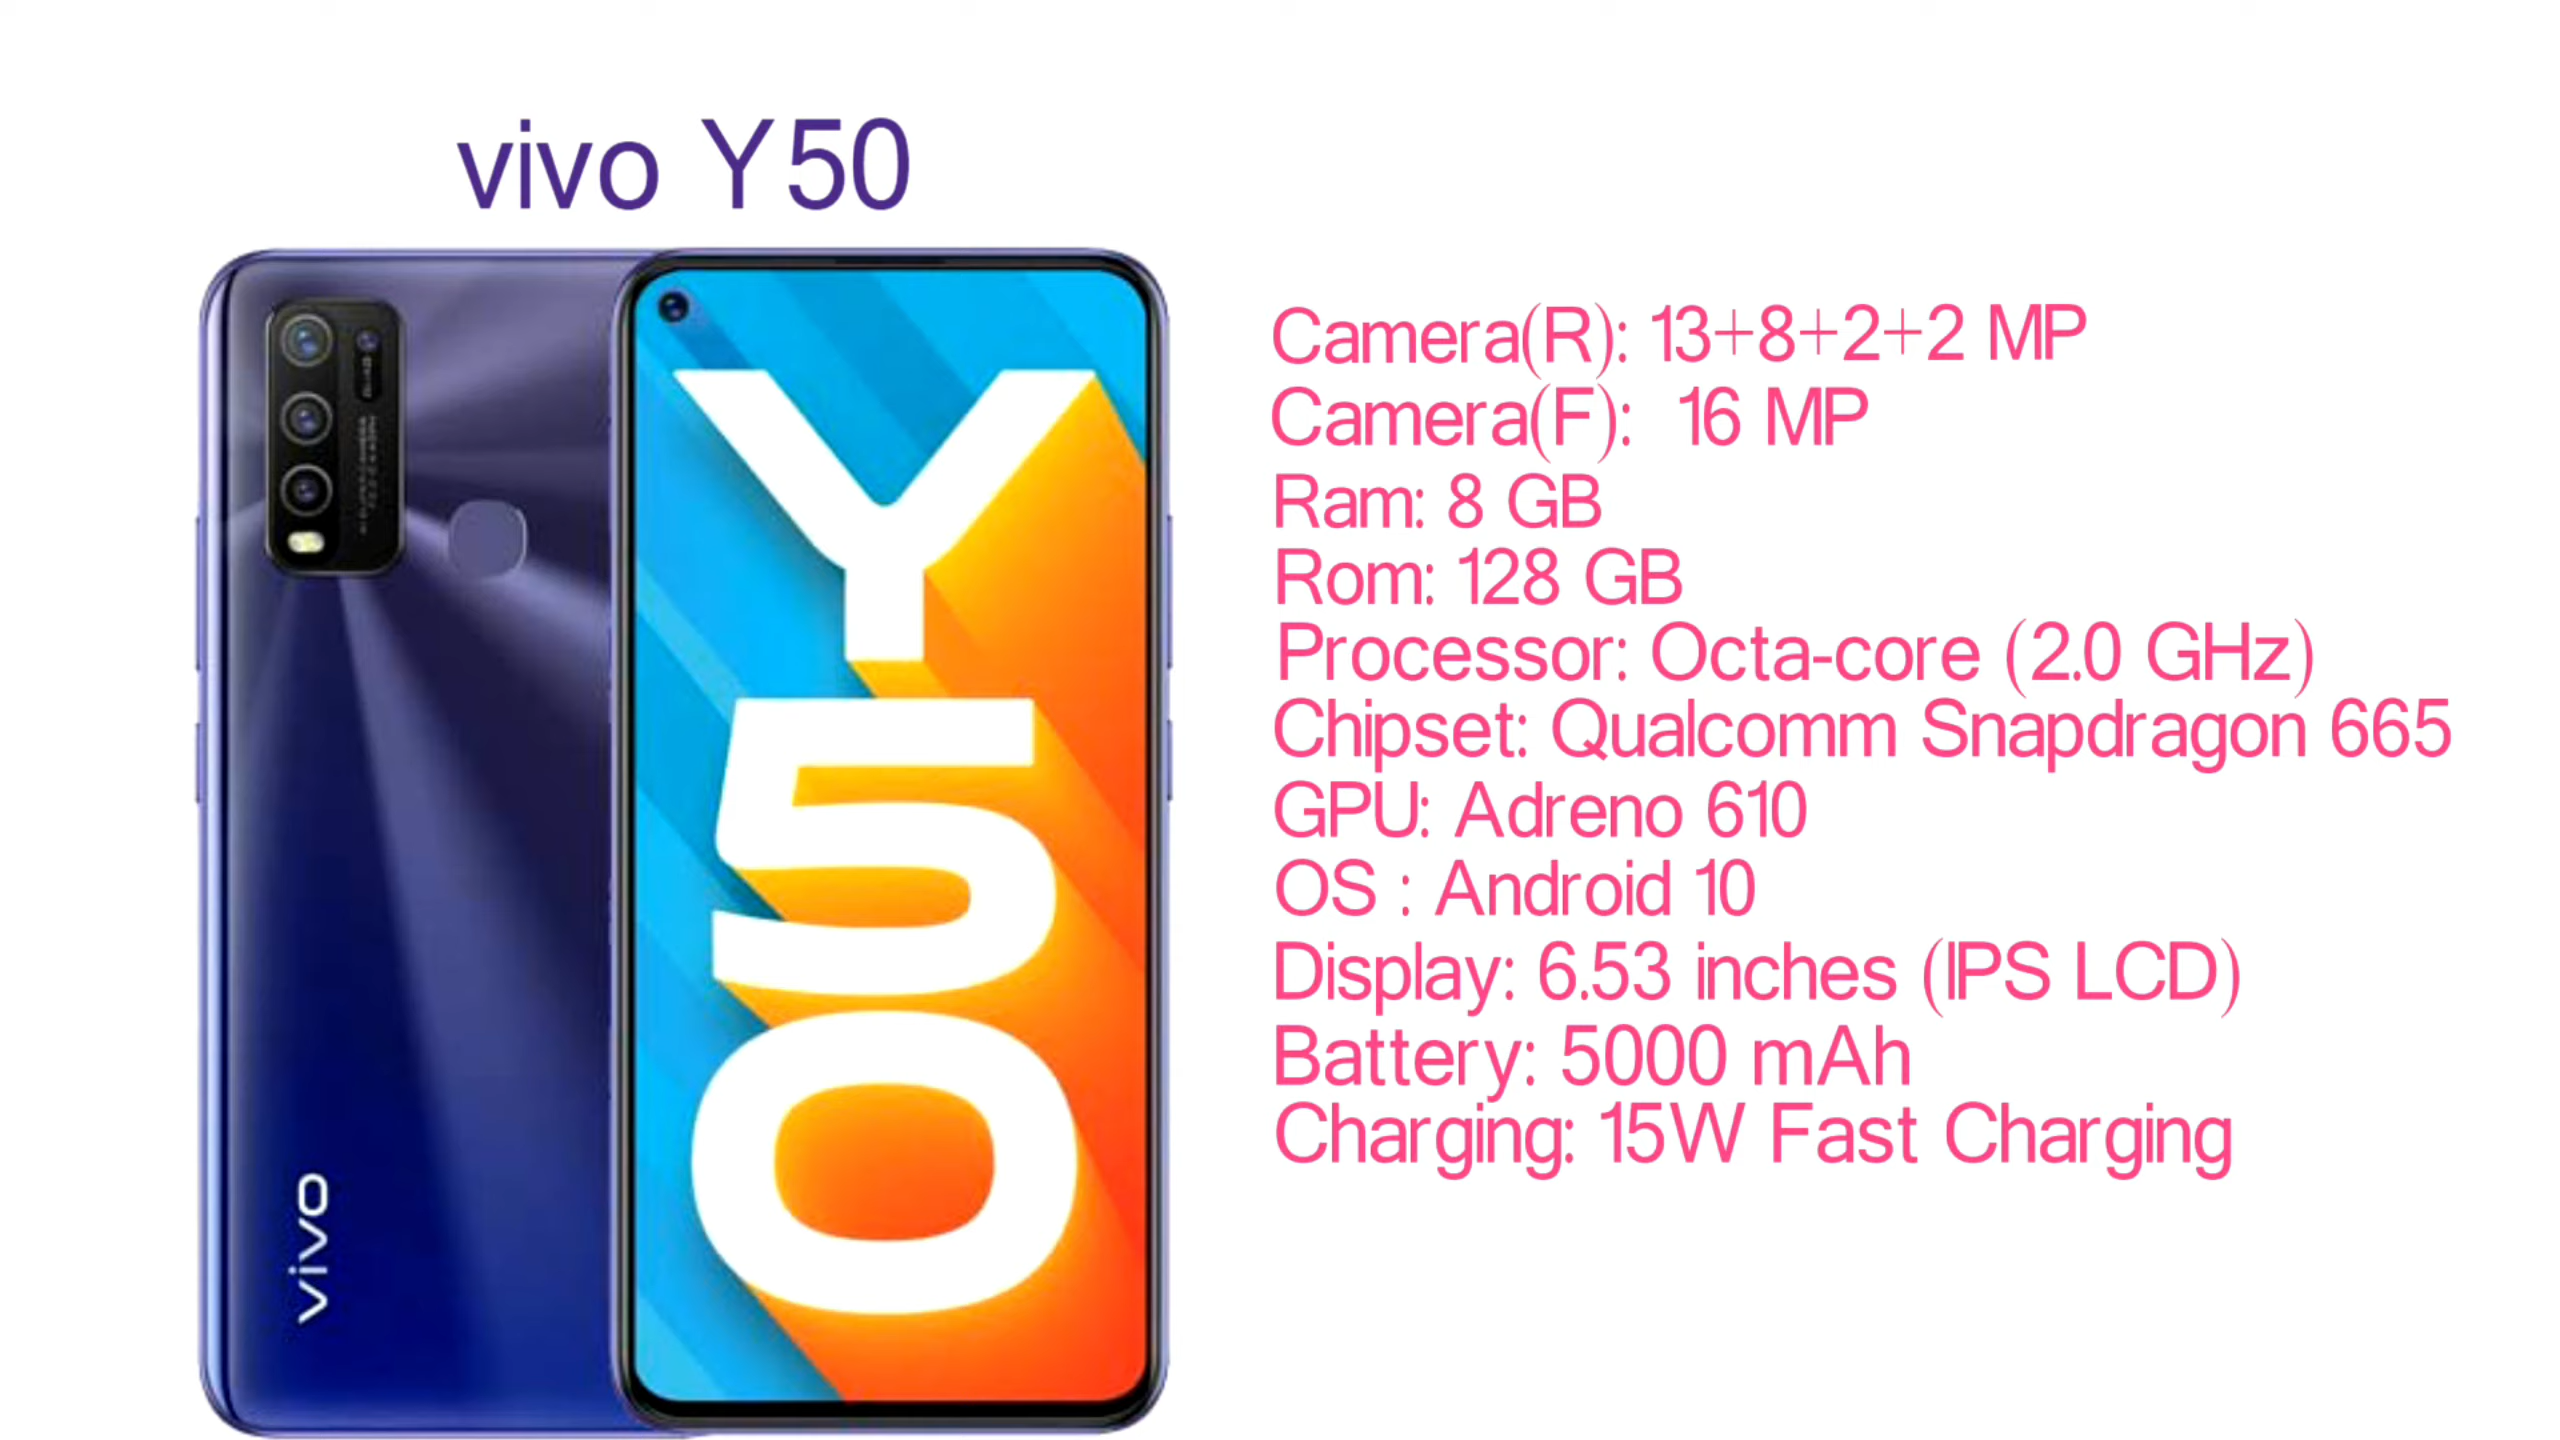 vivo Y50
vivo
Y50
Camera(R): 13+8+2+2 MP
Camera(F): 16 MP
Ram: 8 GB
Rom: 128 GB
Processor: Octa-core (2.0 GHz)
Chipset: Qualcomm Snapdragon 665
GPU: Adreno 610
OS : Android 10
Display: 6.53 inches (IPS LCD)
Battery: 5000 mAh
Charging: 15W Fast Charging